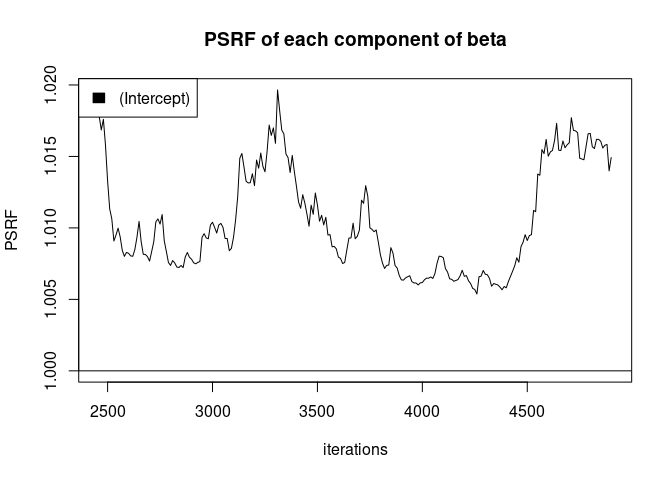 PSRF of each component of beta
(Intercept)
PSRF
1.020
1.015
1.010
1.005
1.000
2500 3000 3500 4000 4500
iterations